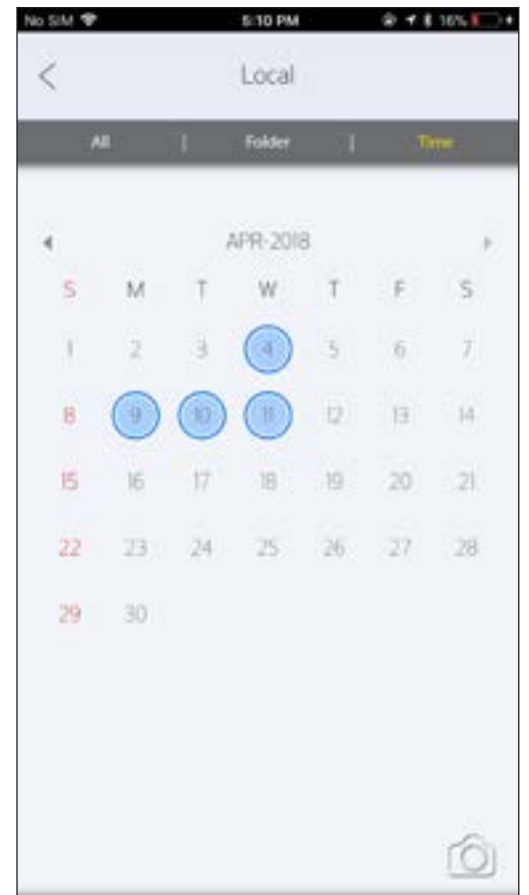 No SIM 5:10 PM 16%
Local
All | Folder | Time
APR-2018
S M T W T F S
1 2 3 4 5 6 7
8 9 10 11 12 13 14
15 16 17 18 19 20 21
22 23 24 25 26 27 28
29 30